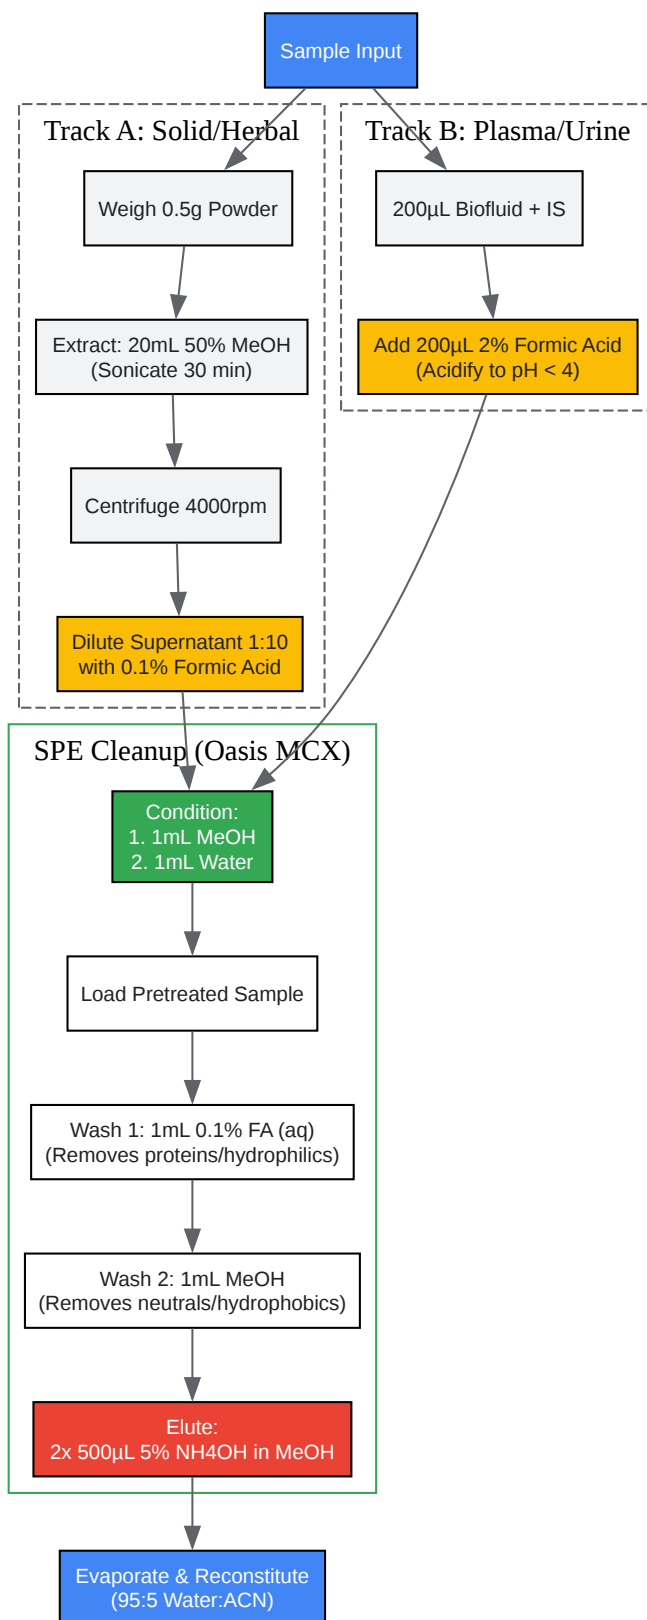 Sample Input
Track A: Solid/Herbal
Weigh 0.5g Powder
Extract: 20mL 50% MeOH
(Sonicate 30 min)
Centrifuge 4000rpm
Dilute Supernatant 1:10
with 0.1% Formic Acid
Track B: Plasma/Urine
200µL Biofluid + IS
Add 200µL 2% Formic Acid
(Acidify to pH < 4)
SPE Cleanup (Oasis MCX)
Condition:
1. 1mL MeOH
2. 1mL Water
Load Pretreated Sample
Wash 1: 1mL 0.1% FA (aq)
(Removes proteins/hydrophilics)
Wash 2: 1mL MeOH
(Removes neutrals/hydrophobics)
Elute:
2x 500µL 5% NH4OH in MeOH
Evaporate & Reconstitute
(95:5 Water:ACN)